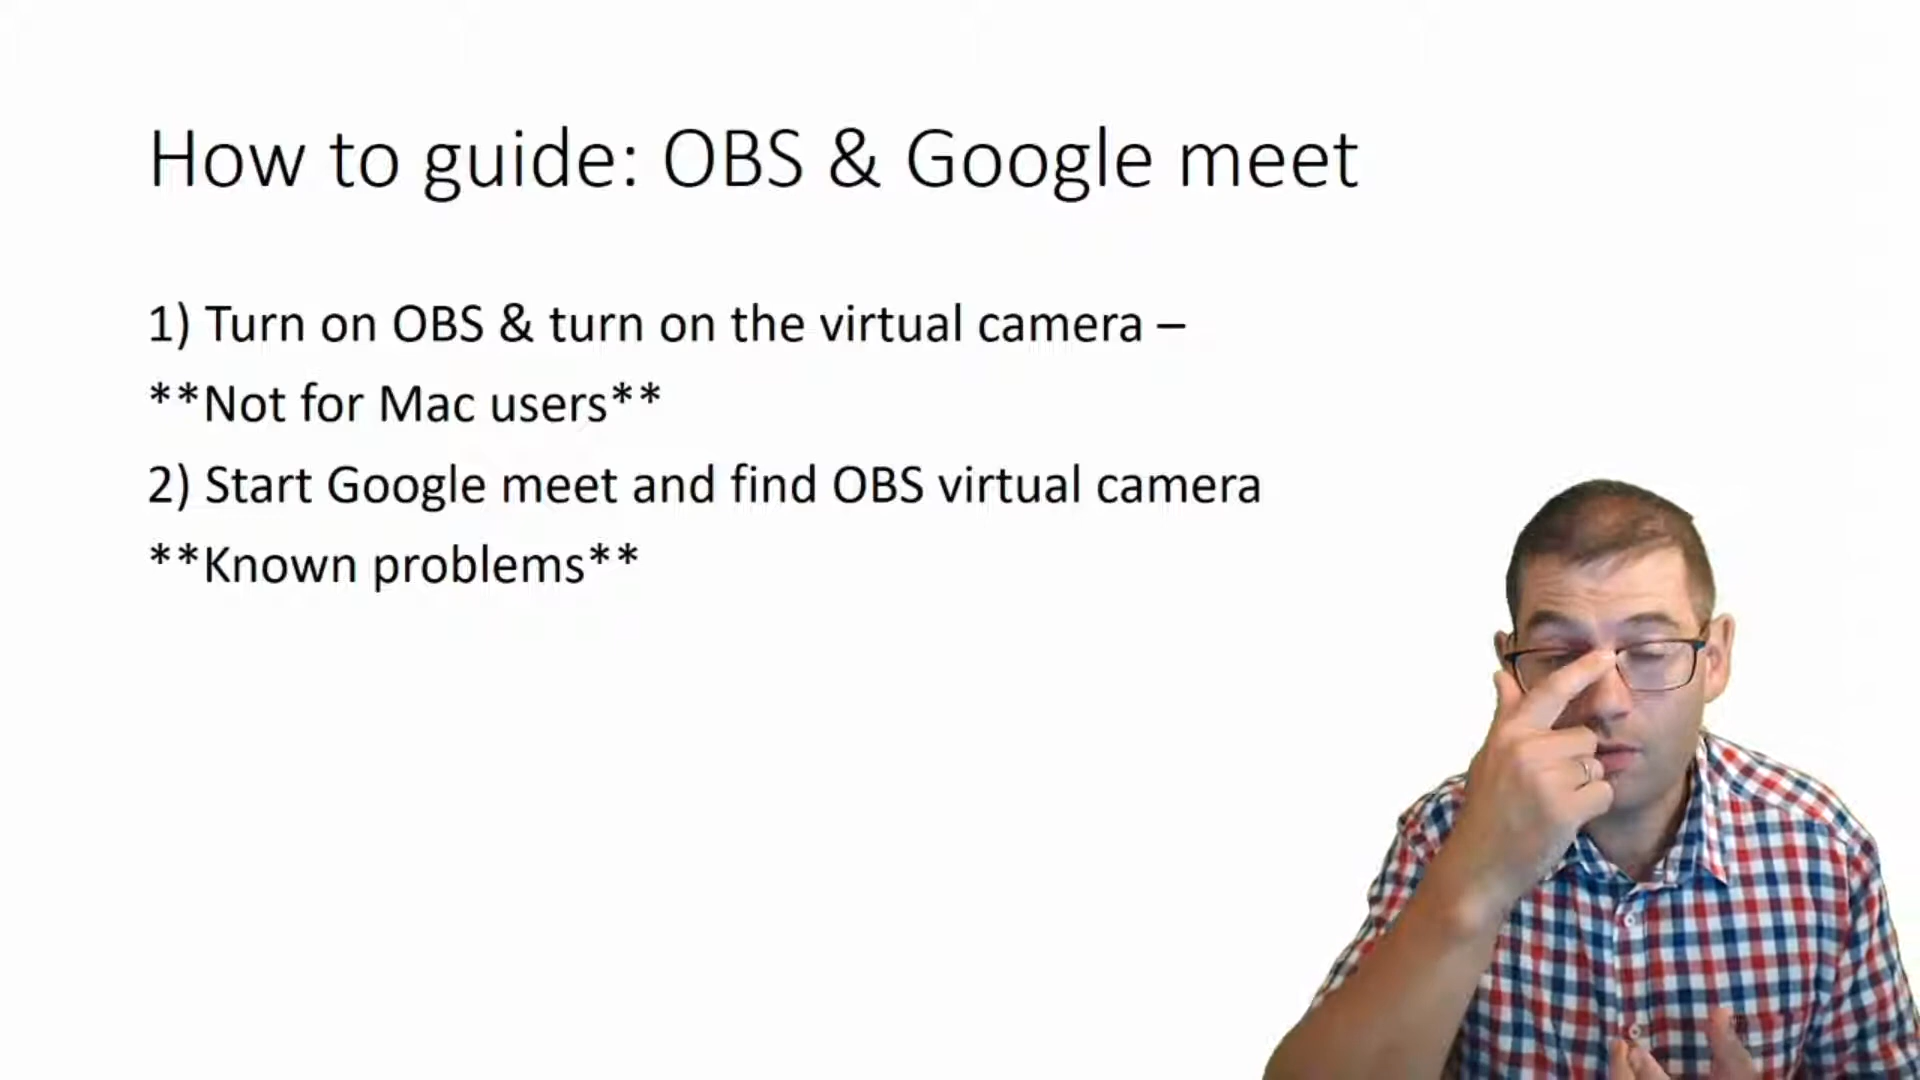 How to guide: OBS & Google meet
1) Turn on OBS & turn on the virtual camera –
**Not for Mac users**
2) Start Google meet and find OBS virtual camera
**Known problems**